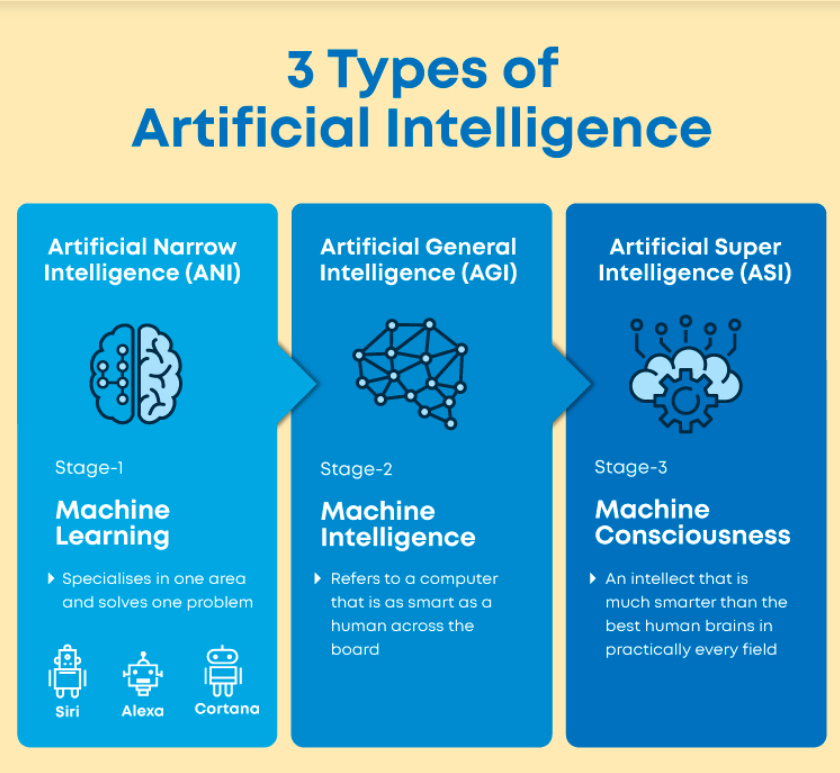 3 Types of
Artificial Intelligence
Artificial Narrow
Intelligence (ANI)
Stage-1
Machine
Learning
Specialises in one area
and solves one problem
Siri
Alexa
Cortana
Artificial General
Intelligence (AGI)
Stage-2
Machine
Intelligence
Refers to a computer
that is as smart as a
human across the
board
Artificial Super
Intelligence (ASI)
Stage-3
Machine
Consciousness
An intellect that is
much smarter than the
best human brains in
practically every field